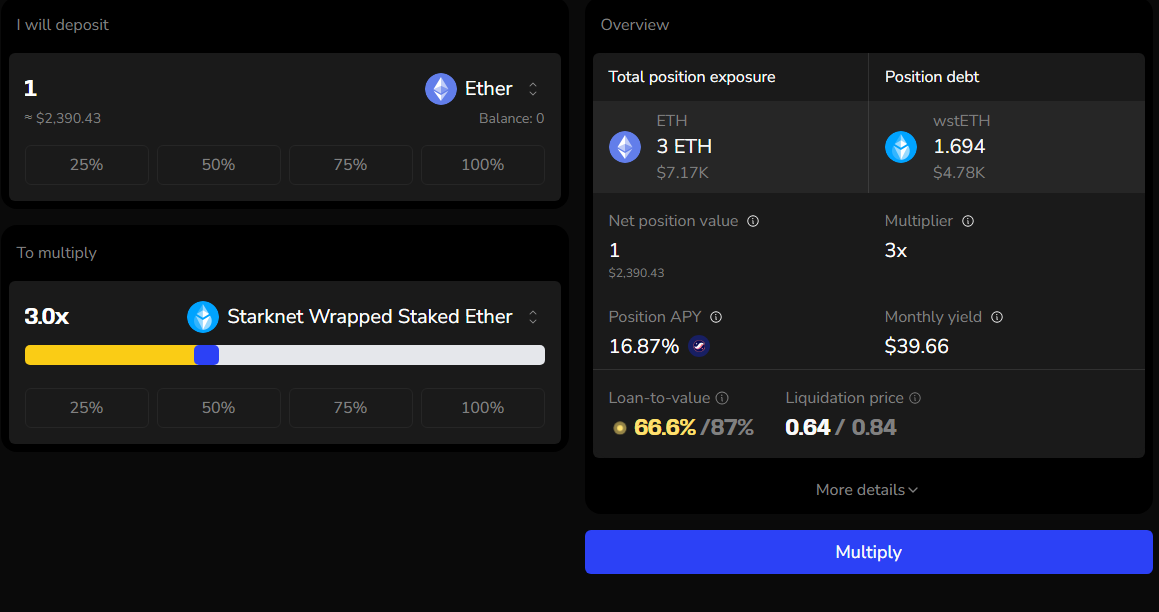 I will deposit
1
Ether
≈ $2,390.43
Balance: 0
25%
50%
75%
100%
To multiply
3.0x
Starknet Wrapped Staked Ether
25%
50%
75%
100%
Overview
Total position exposure
Position debt
ETH
3 ETH
$7.17K
wstETH
1.694
$4.78K
Net position value
1
$2,390.43
Multiplier
3x
Position APY
16.87%
Monthly yield
$39.66
Loan-to-value
66.6% /87%
Liquidation price
0.64 / 0.84
More details
Multiply